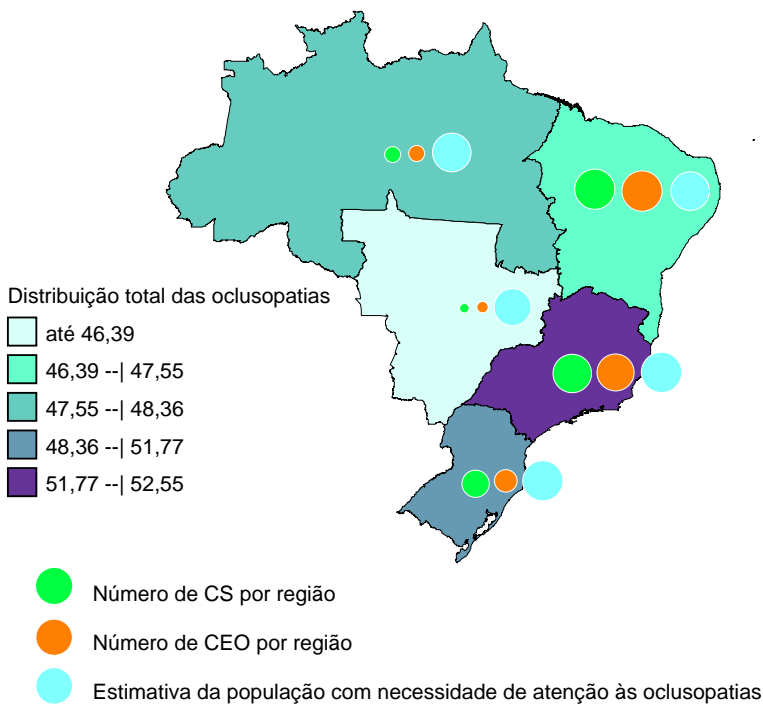 Distribuição total das oclusopatias
até 46,39
46,39 --| 47,55
47,55 --| 48,36
48,36 --| 51,77
51,77 --| 52,55
Número de CS por região
Número de CEO por região
Estimativa da população com necessidade de atenção às oclusopatias